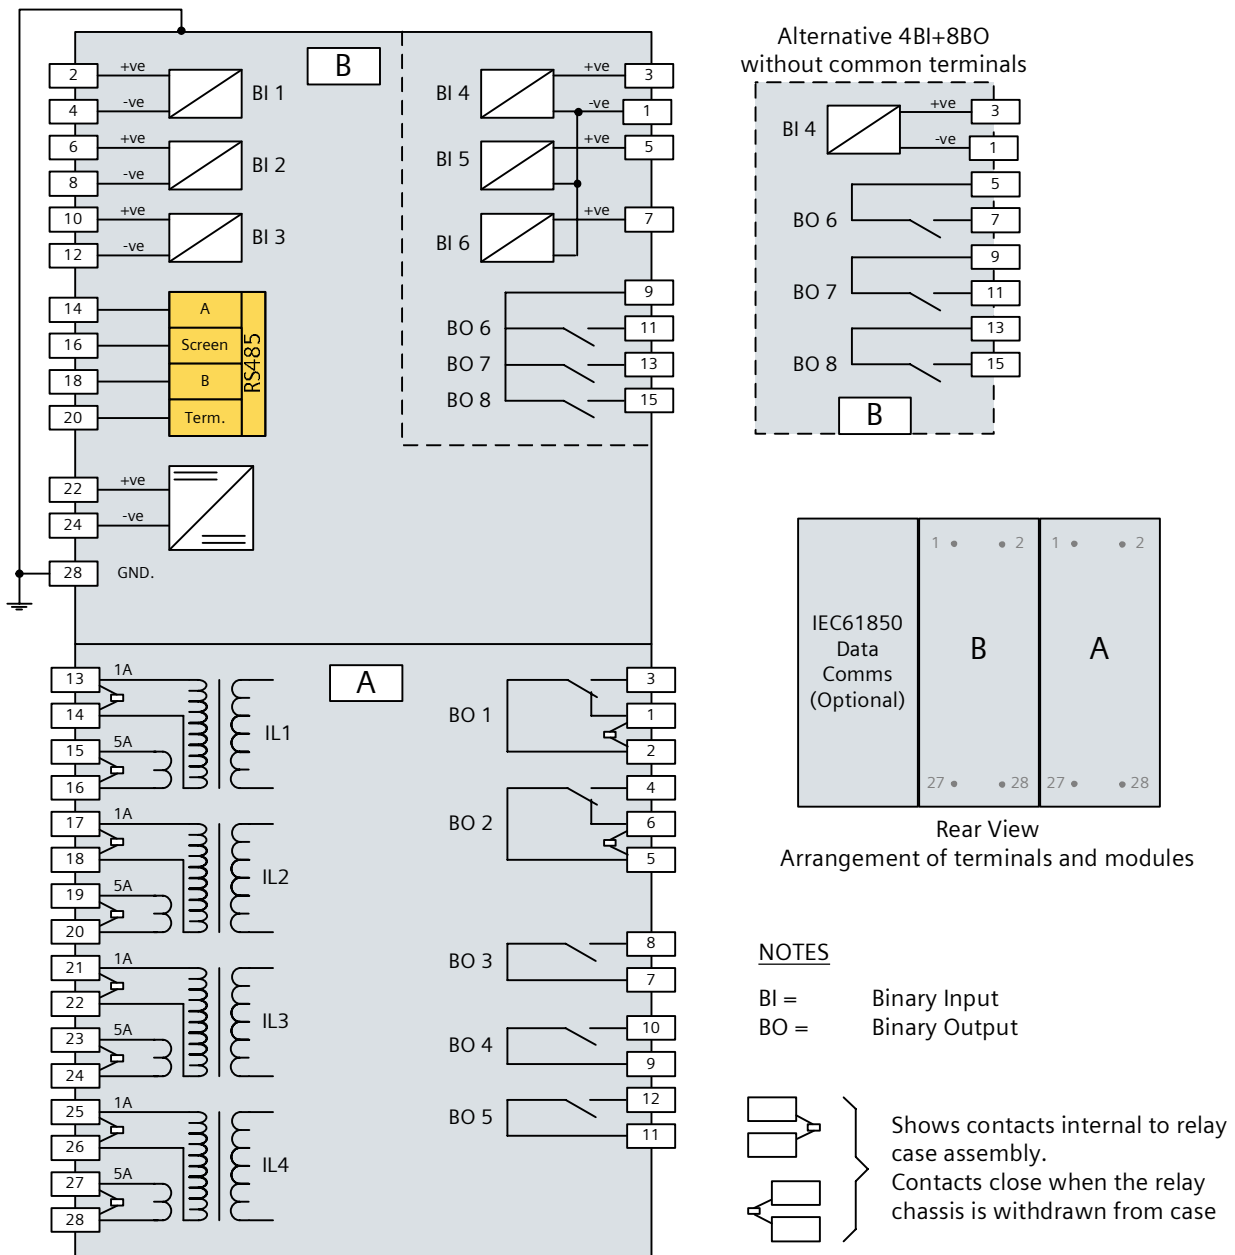 B
2 +ve
4 -ve
BI 1
6 +ve
8 -ve
BI 2
10 +ve
12 -ve
BI 3
14 A
16 Screen
18 B
20 Term.
RS485
22 +ve
24 -ve
28 GND.
BI 4 +ve 3
-ve 1
BI 5 +ve 5
BI 6 +ve 7
9
BO 6 11
BO 7 13
BO 8 15
Alternative 4BI+8BO
without common terminals
BI 4 +ve 3
-ve 1
5
BO 6 7
9
BO 7 11
13
BO 8 15
B
A
13 1A
14
15 5A
16
IL1
17 1A
18
19 5A
20
IL2
21 1A
22
23 5A
24
IL3
25 1A
26
27 5A
28
IL4
BO 1
3
1
2
BO 2
4
6
5
BO 3
8
7
BO 4
10
9
BO 5
12
11
IEC61850
Data
Comms
(Optional)
1 2
B
27 28
1 2
A
27 28
Rear View
Arrangement of terminals and modules
NOTES
BI = Binary Input
BO = Binary Output
Shows contacts internal to relay
case assembly.
Contacts close when the relay
chassis is withdrawn from case